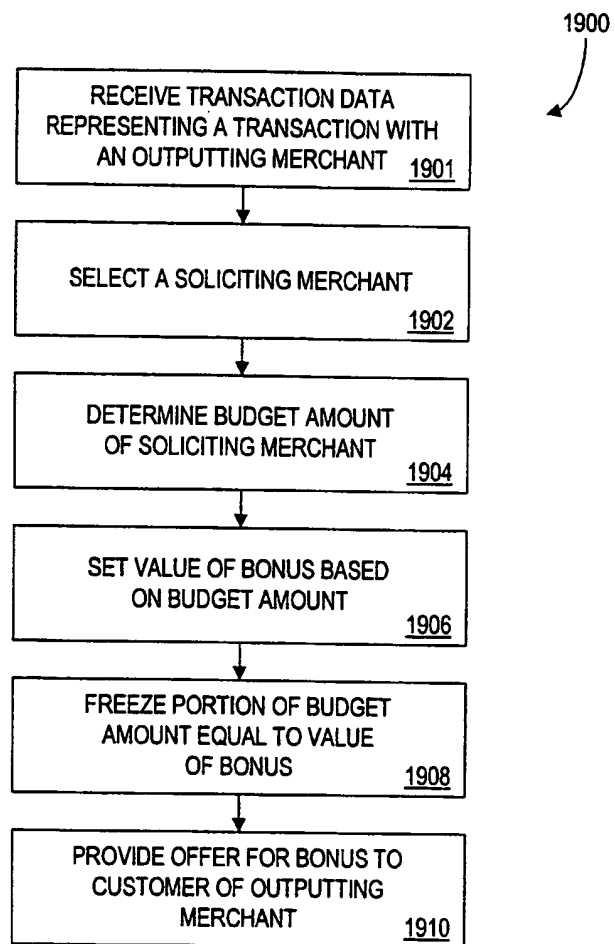 1900
RECEIVE TRANSACTION DATA
REPRESENTING A TRANSACTION WITH
AN OUTPUTTING MERCHANT
1901
SELECT A SOLICITING MERCHANT
1902
DETERMINE BUDGET AMOUNT
OF SOLICITING MERCHANT
1904
SET VALUE OF BONUS BASED
ON BUDGET AMOUNT
1906
FREEZE PORTION OF BUDGET
AMOUNT EQUAL TO VALUE
OF BONUS
1908
PROVIDE OFFER FOR BONUS TO
CUSTOMER OF OUTPUTTING
MERCHANT
1910